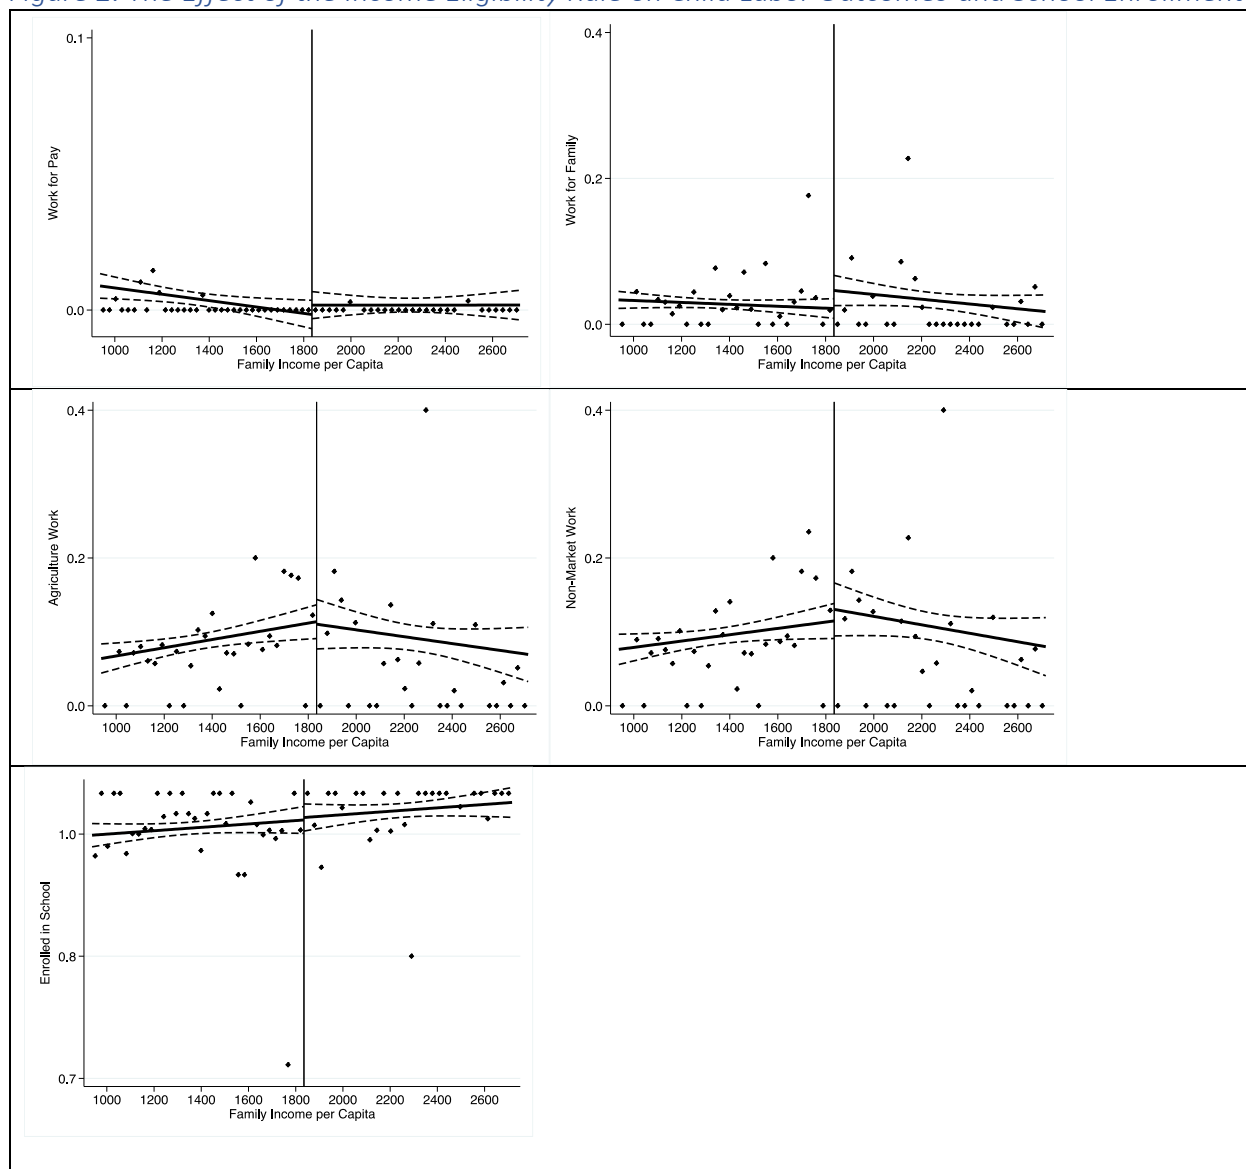 Figure 2. The Effect of the Income Eligibility Rule on Child Labor Outcomes and School Enrollment
0.1
0.0
Work for Pay
1000 1200 1400 1600 1800 2000 2200 2400 2600
Family Income per Capita
0.4
0.2
0.0
Work for Family
1000 1200 1400 1600 1800 2000 2200 2400 2600
Family Income per Capita
0.4
0.2
0.0
Agriculture Work
1000 1200 1400 1600 1800 2000 2200 2400 2600
Family Income per Capita
0.4
0.2
0.0
Non-Market Work
1000 1200 1400 1600 1800 2000 2200 2400 2600
Family Income per Capita
1.0
0.8
0.7
Enrolled in School
1000 1200 1400 1600 1800 2000 2200 2400 2600
Family Income per Capita